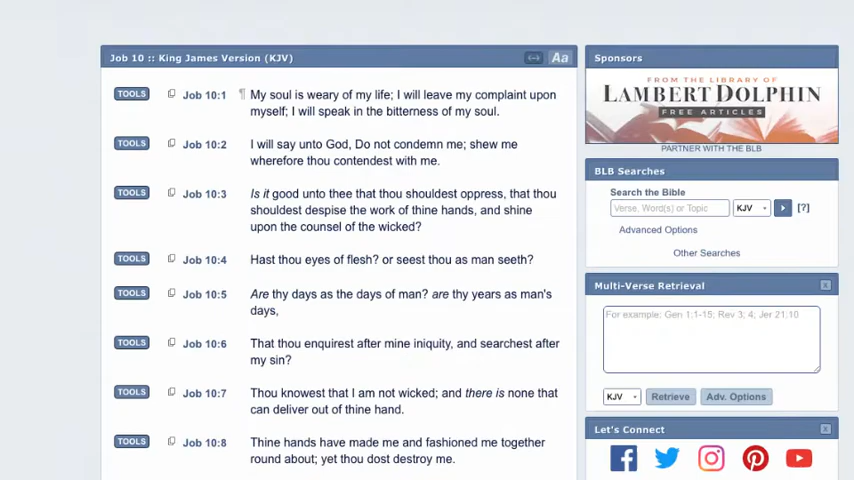 Job 10 :: King James Version (KJV)
Aa
TOOLS Job 10:1 ¶ My soul is weary of my life; I will leave my complaint upon
myself; I will speak in the bitterness of my soul.
TOOLS Job 10:2 I will say unto God, Do not condemn me; shew me
wherefore thou contendest with me.
TOOLS Job 10:3 Is it good unto thee that thou shouldest oppress, that thou
shouldest despise the work of thine hands, and shine
upon the counsel of the wicked?
TOOLS Job 10:4 Hast thou eyes of flesh? or seest thou as man seeth?
TOOLS Job 10:5 Are thy days as the days of man? are thy years as man's
days,
TOOLS Job 10:6 That thou enquirest after mine iniquity, and searchest after
my sin?
TOOLS Job 10:7 Thou knowest that I am not wicked; and there is none that
can deliver out of thine hand.
TOOLS Job 10:8 Thine hands have made me and fashioned me together
round about; yet thou dost destroy me.
Sponsors
FROM THE LIBRARY OF
LAMBERT DOLPHIN
FREE ARTICLES
PARTNER WITH THE BLB
BLB Searches
Search the Bible
Verse, Word(s) or Topic KJV [?]
Advanced Options
Other Searches
Multi-Verse Retrieval x
For example: Gen 1:1-15; Rev 3; 4; Jer 21:10
KJV Retrieve Adv. Options
Let's Connect x